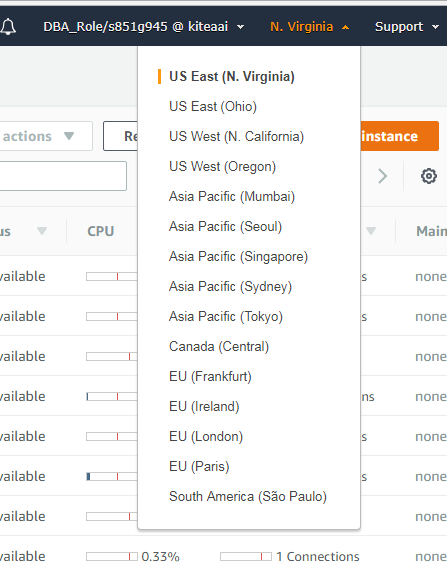 DBA_Role/s851g945 @ kiteaai N. Virginia Support
US East (N. Virginia)
US East (Ohio)
actions Re instance
US West (N. California)
US West (Oregon)
Asia Pacific (Mumbai)
us CPU Asia Pacific (Seoul) Main
Asia Pacific (Singapore)
vailable s none
Asia Pacific (Sydney)
vailable Asia Pacific (Tokyo) s none
Canada (Central)
vailable s none
EU (Frankfurt)
vailable ns none
EU (Ireland)
vailable EU (London) s none
EU (Paris)
vailable s none
South America (São Paulo)
vailable none
vailable 0.33% 1 Connections none